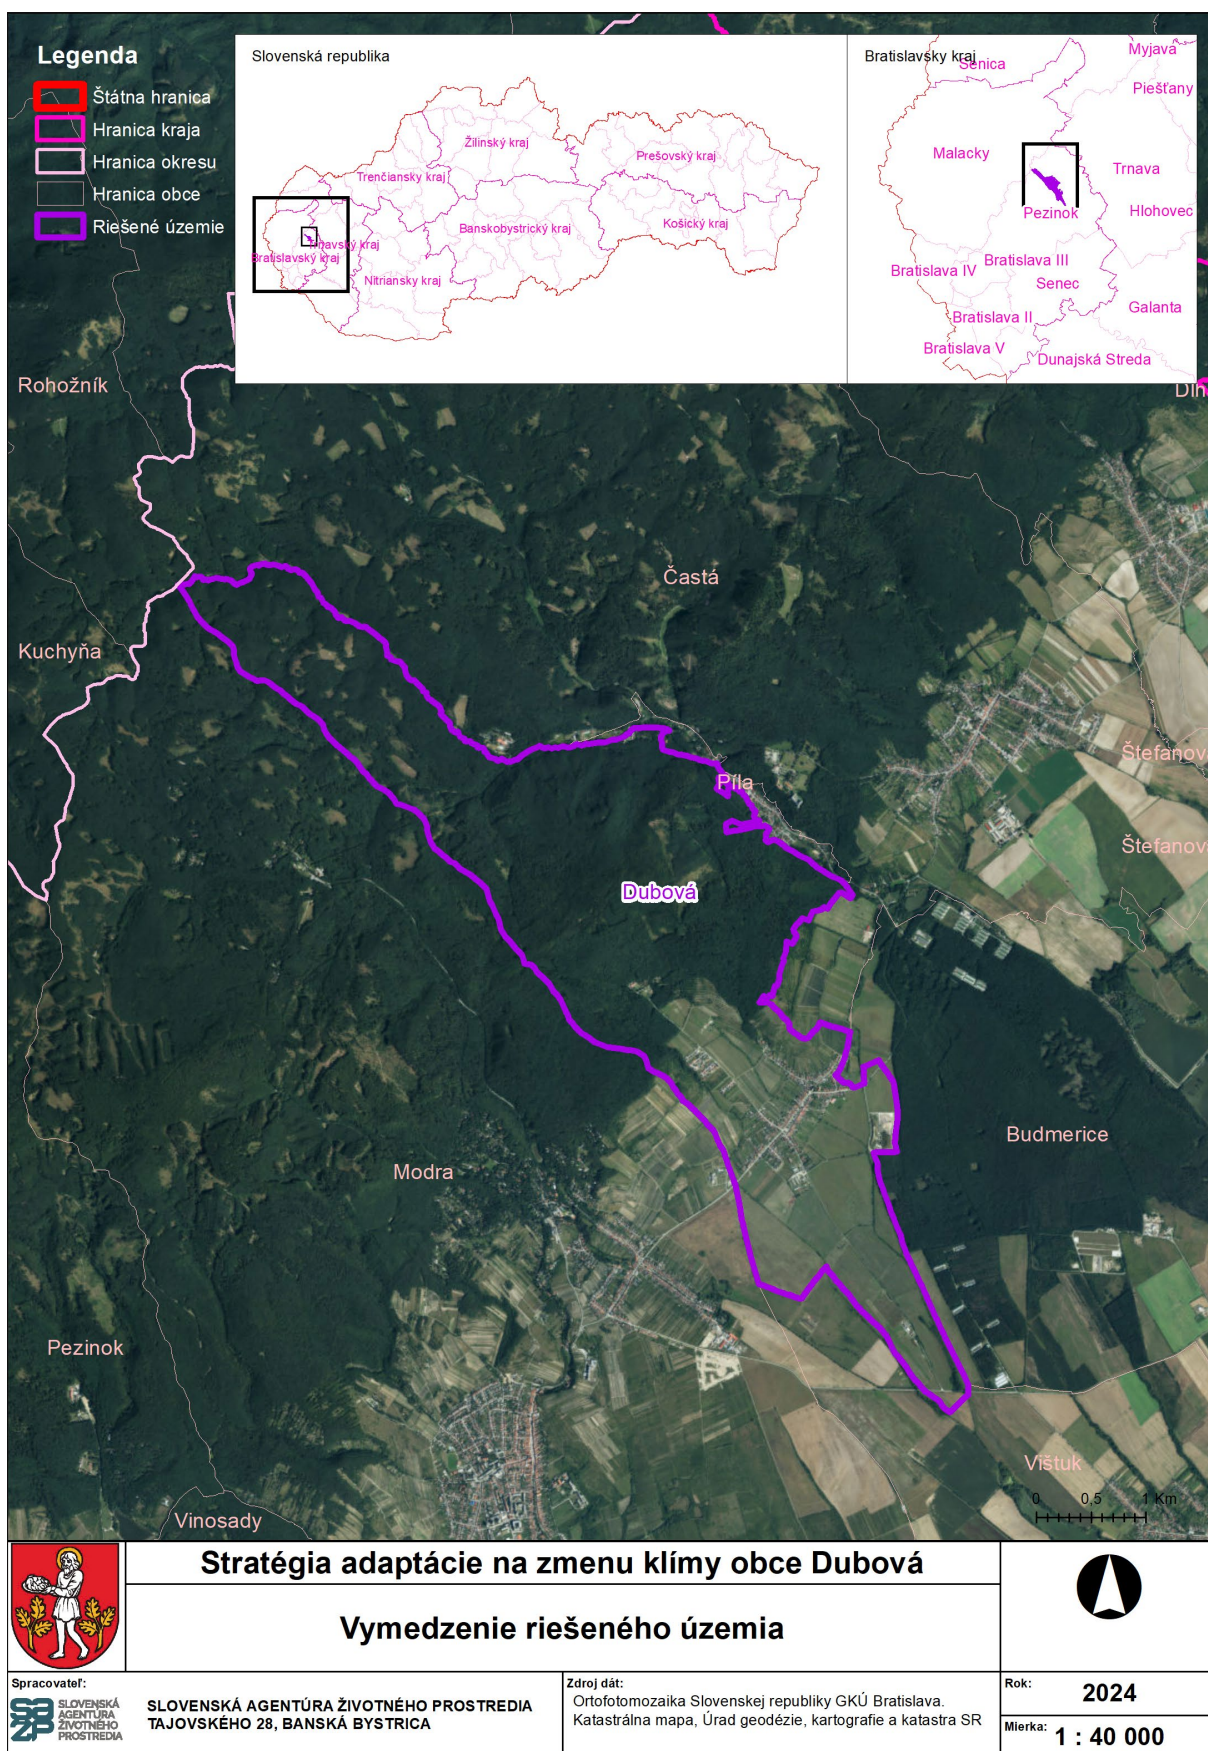 Legenda
Štátna hranica
Hranica kraja
Hranica okresu
Hranica obce
Riešené územie
Slovenská republika
Žilinský kraj
Prešovský kraj
Trenčiansky kraj
Banskobystrický kraj
Košický kraj
Trnavský kraj
Bratislavský kraj
Nitriansky kraj
Bratislavsky kraj
Senica
Myjava
Piešťany
Malacky
Trnava
Pezinok
Hlohovec
Bratislava III
Bratislava IV
Senec
Galanta
Bratislava II
Bratislava V
Dunajská Streda
Rohožník
Dlh
Častá
Kuchyňa
Štefanov
Píla
Štefanov
Dubová
Budmerice
Modra
Pezinok
Vištuk
0 0,5 1 Km
Vinosady
Stratégia adaptácie na zmenu klímy obce Dubová
Vymedzenie riešeného územia
Spracovateľ:
SLOVENSKÁ
AGENTÚRA
ŽIVOTNÉHO
PROSTREDIA
SLOVENSKÁ AGENTÚRA ŽIVOTNÉHO PROSTREDIA
TAJOVSKÉHO 28, BANSKÁ BYSTRICA
Zdroj dát:
Ortofotomozaika Slovenskej republiky GKÚ Bratislava.
Katastrálna mapa, Úrad geodézie, kartografie a katastra SR
Rok: 2024
Mierka: 1 : 40 000